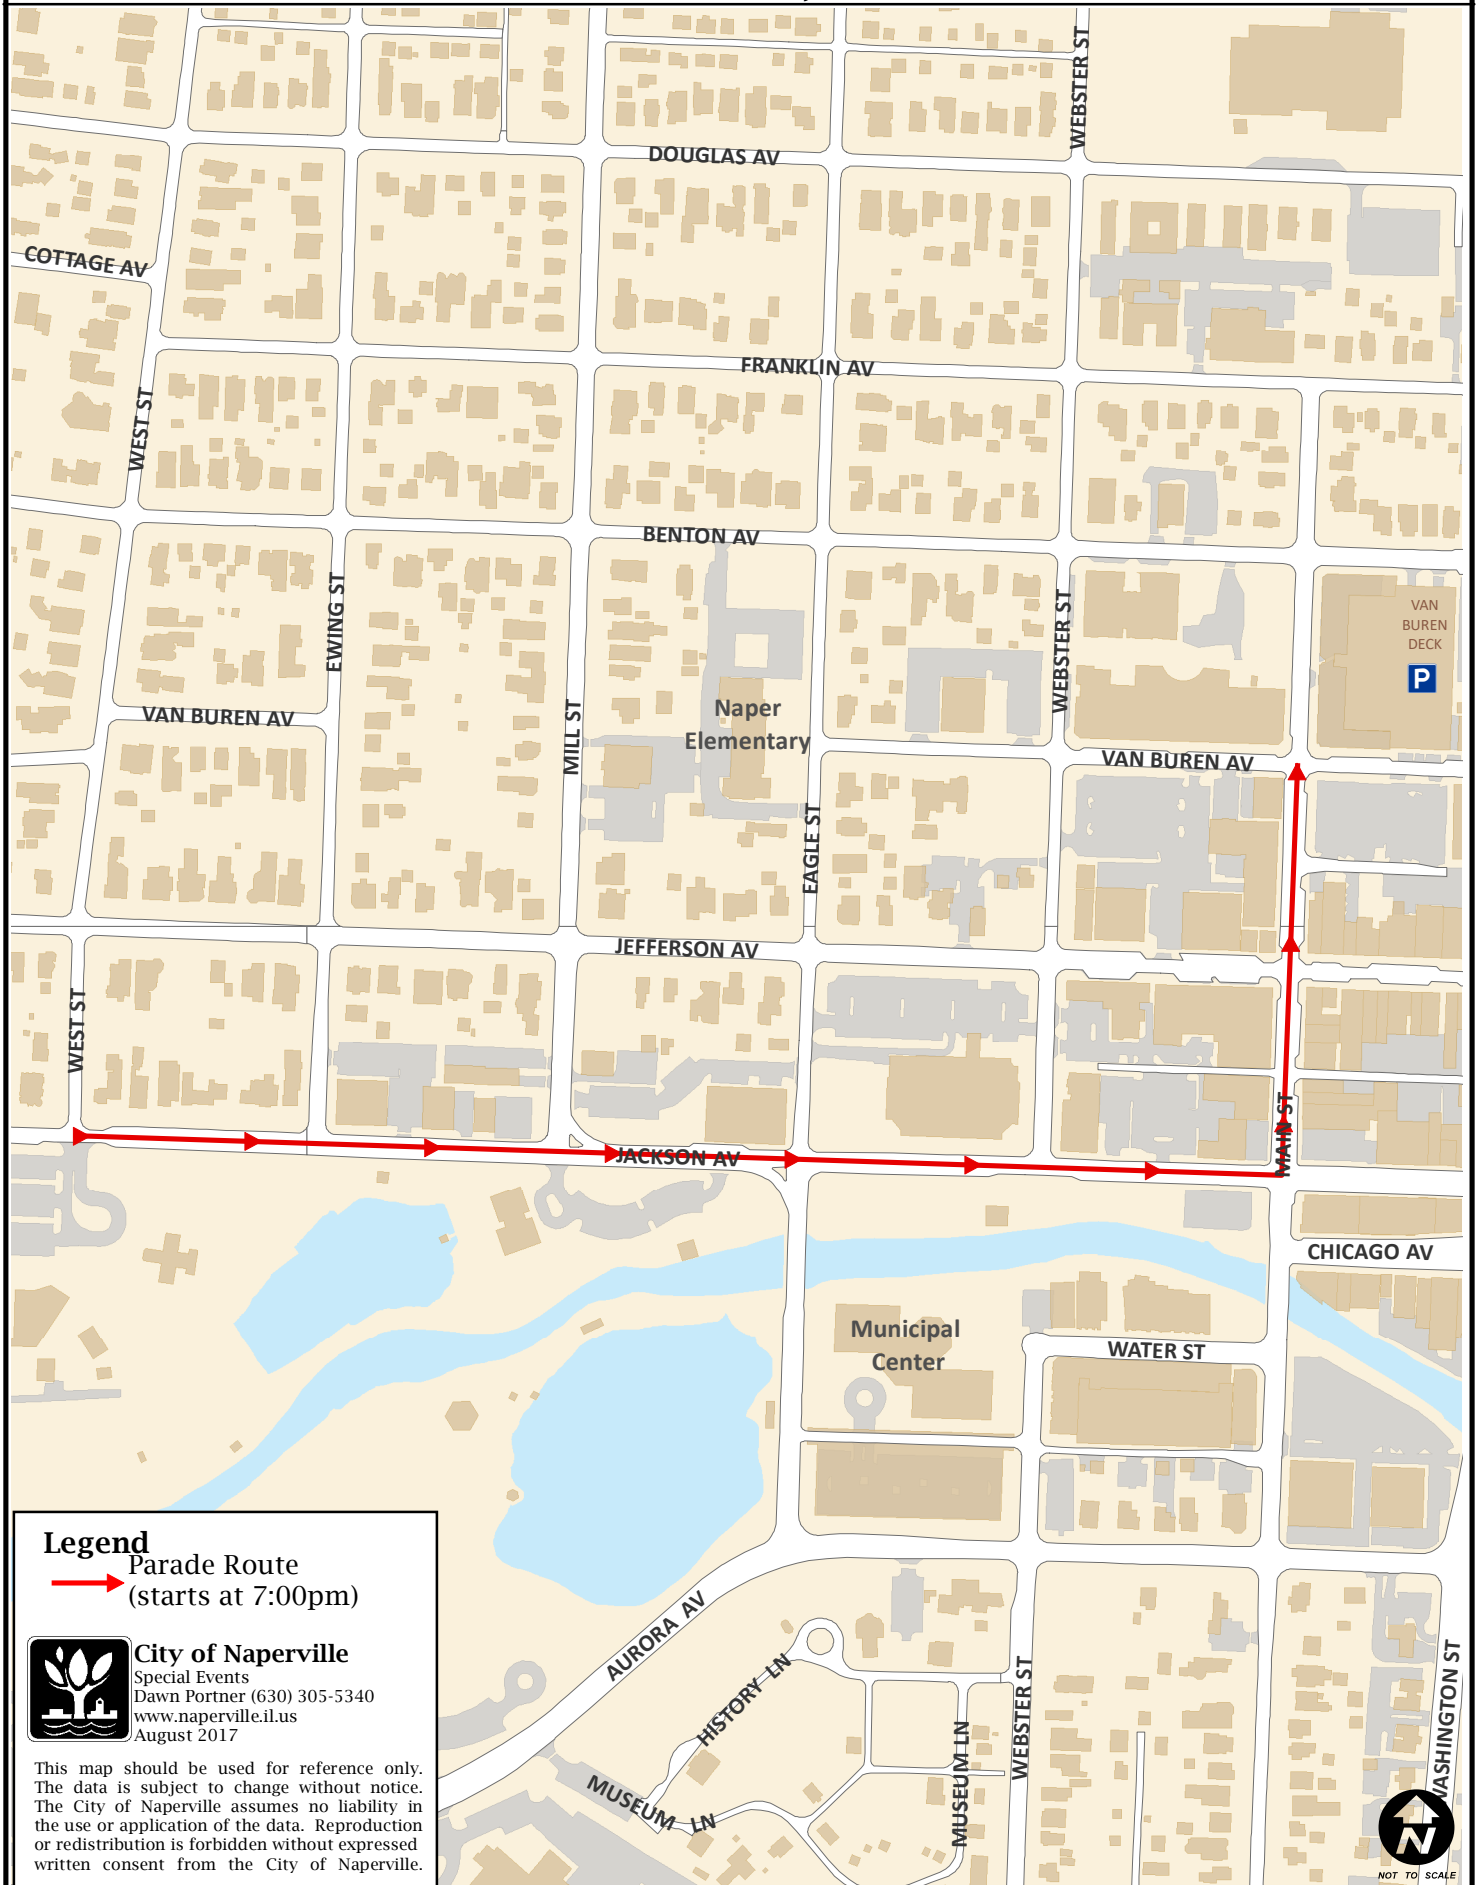 WEBSTER ST
DOUGLAS AV
COTTAGE AV
FRANKLIN AV
WEST ST
BENTON AV
EWING ST
WEBSTER ST
VAN
BUREN
DECK
P
Naper
Elementary
VAN BUREN AV
MILL ST
VAN BUREN AV
EAGLE ST
JEFFERSON AV
WEST ST
MAIN ST
JACKSON AV
CHICAGO AV
Municipal
Center
WATER ST
AURORA AV
HISTORY LN
WEBSTER ST
MUSEUM LN
MUSEUM LN
WASHINGTON ST
Legend
Parade Route
(starts at 7:00pm)
City of Naperville
Special Events
Dawn Portner (630) 305-5340
www.naperville.il.us
August 2017
This map should be used for reference only.
The data is subject to change without notice.
The City of Naperville assumes no liability in
the use or application of the data. Reproduction
or redistribution is forbidden without expressed
written consent from the City of Naperville.
N
NOT TO SCALE